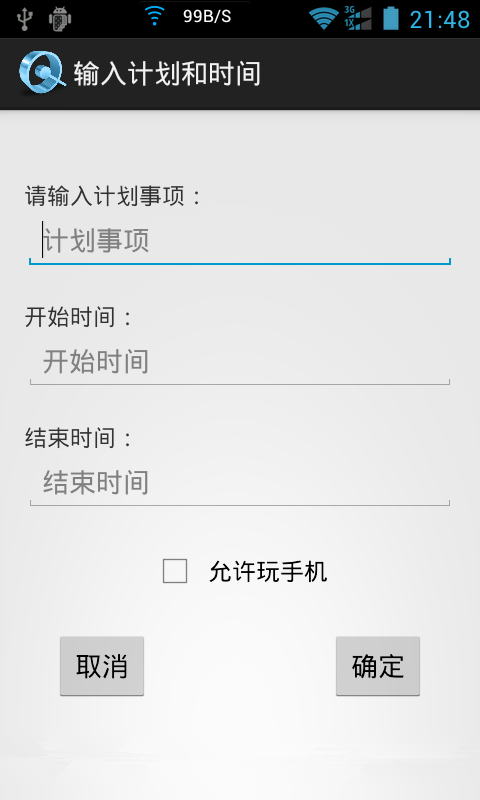 99B/S
3G
1X
21:48
输入计划和时间
请输入计划事项：
计划事项
开始时间：
开始时间
结束时间：
结束时间
允许玩手机
取消
确定